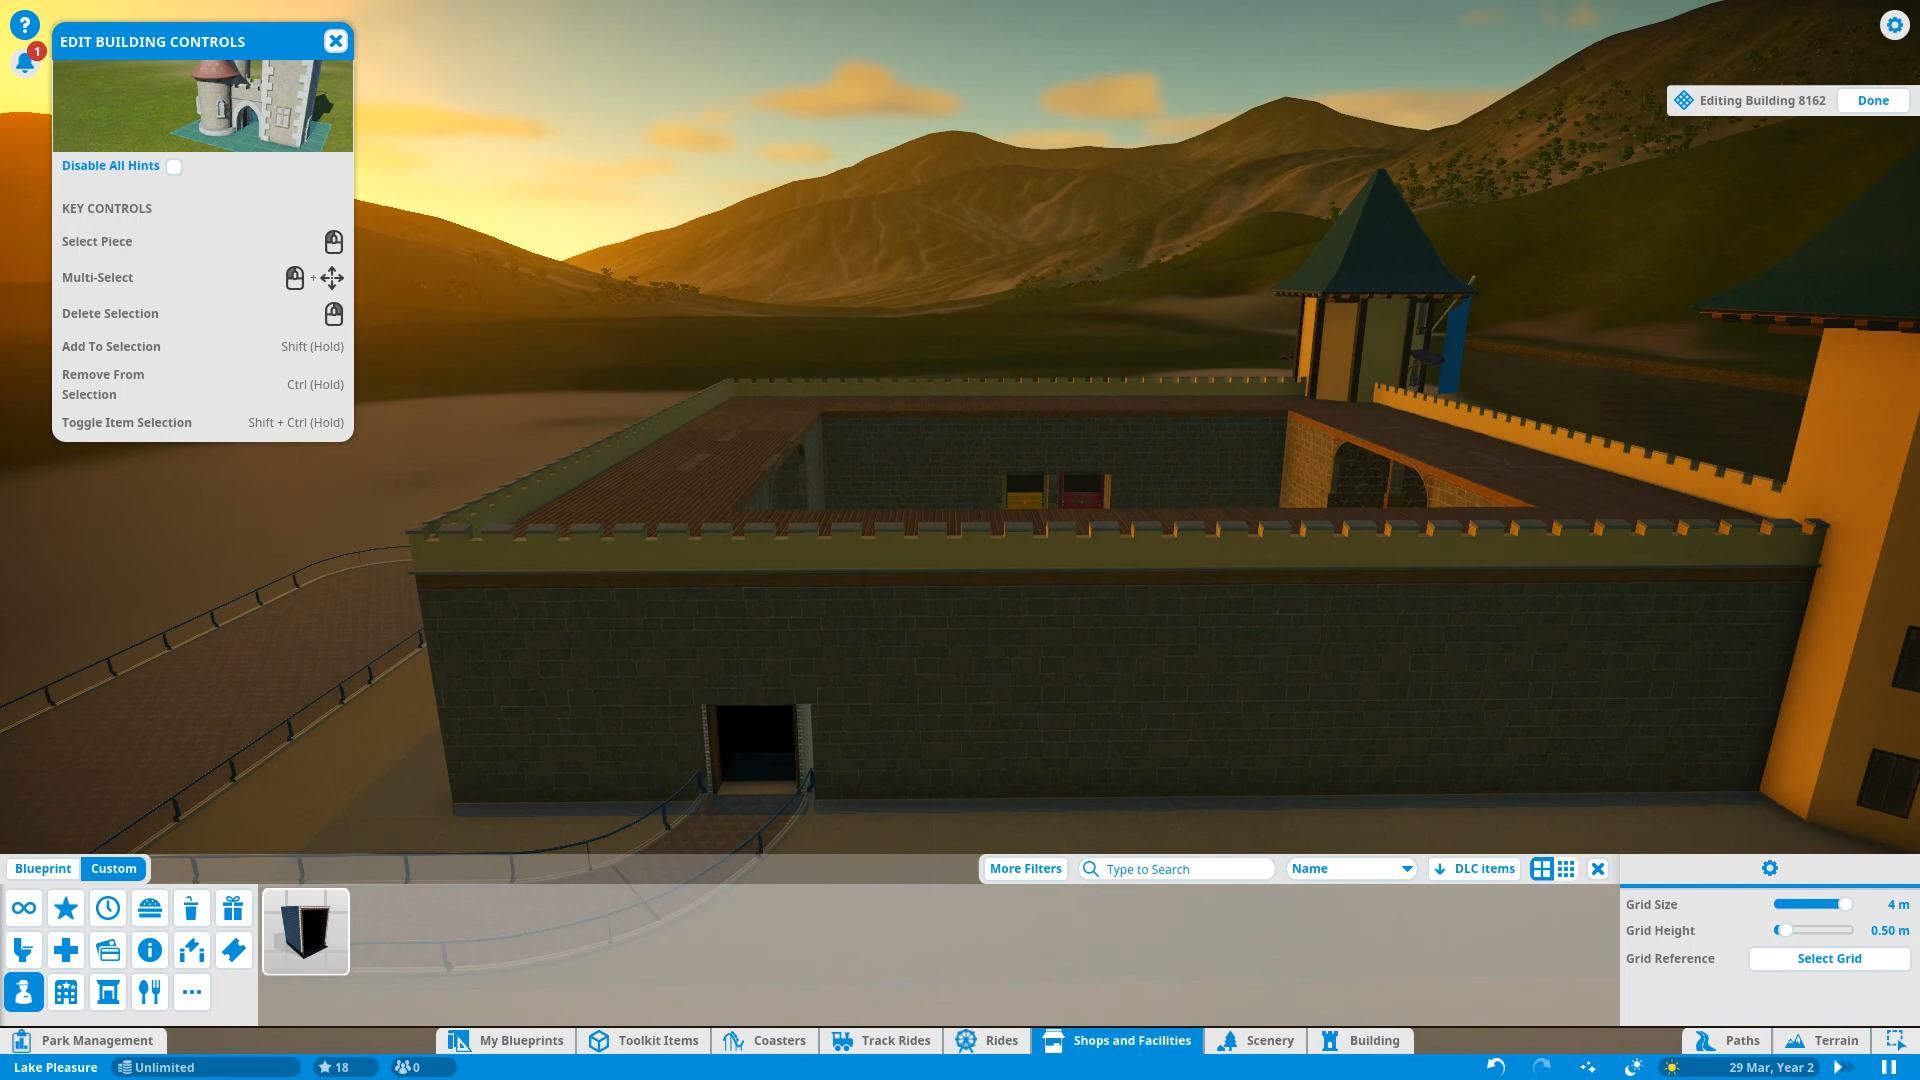 ?
1
EDIT BUILDING CONTROLS
Disable All Hints
KEY CONTROLS
Select Piece
Multi-Select +
Delete Selection
Add To Selection Shift (Hold)
Remove From
Selection Ctrl (Hold)
Toggle Item Selection Shift + Ctrl (Hold)
Editing Building 8162 Done
Blueprint Custom
More Filters Type to Search Name DLC items
Grid Size 4 m
Grid Height 0.50 m
Grid Reference Select Grid
Park Management My Blueprints Toolkit Items Coasters Track Rides Rides Shops and Facilities Scenery Building Paths Terrain
Lake Pleasure Unlimited 18 0 29 Mar, Year 2